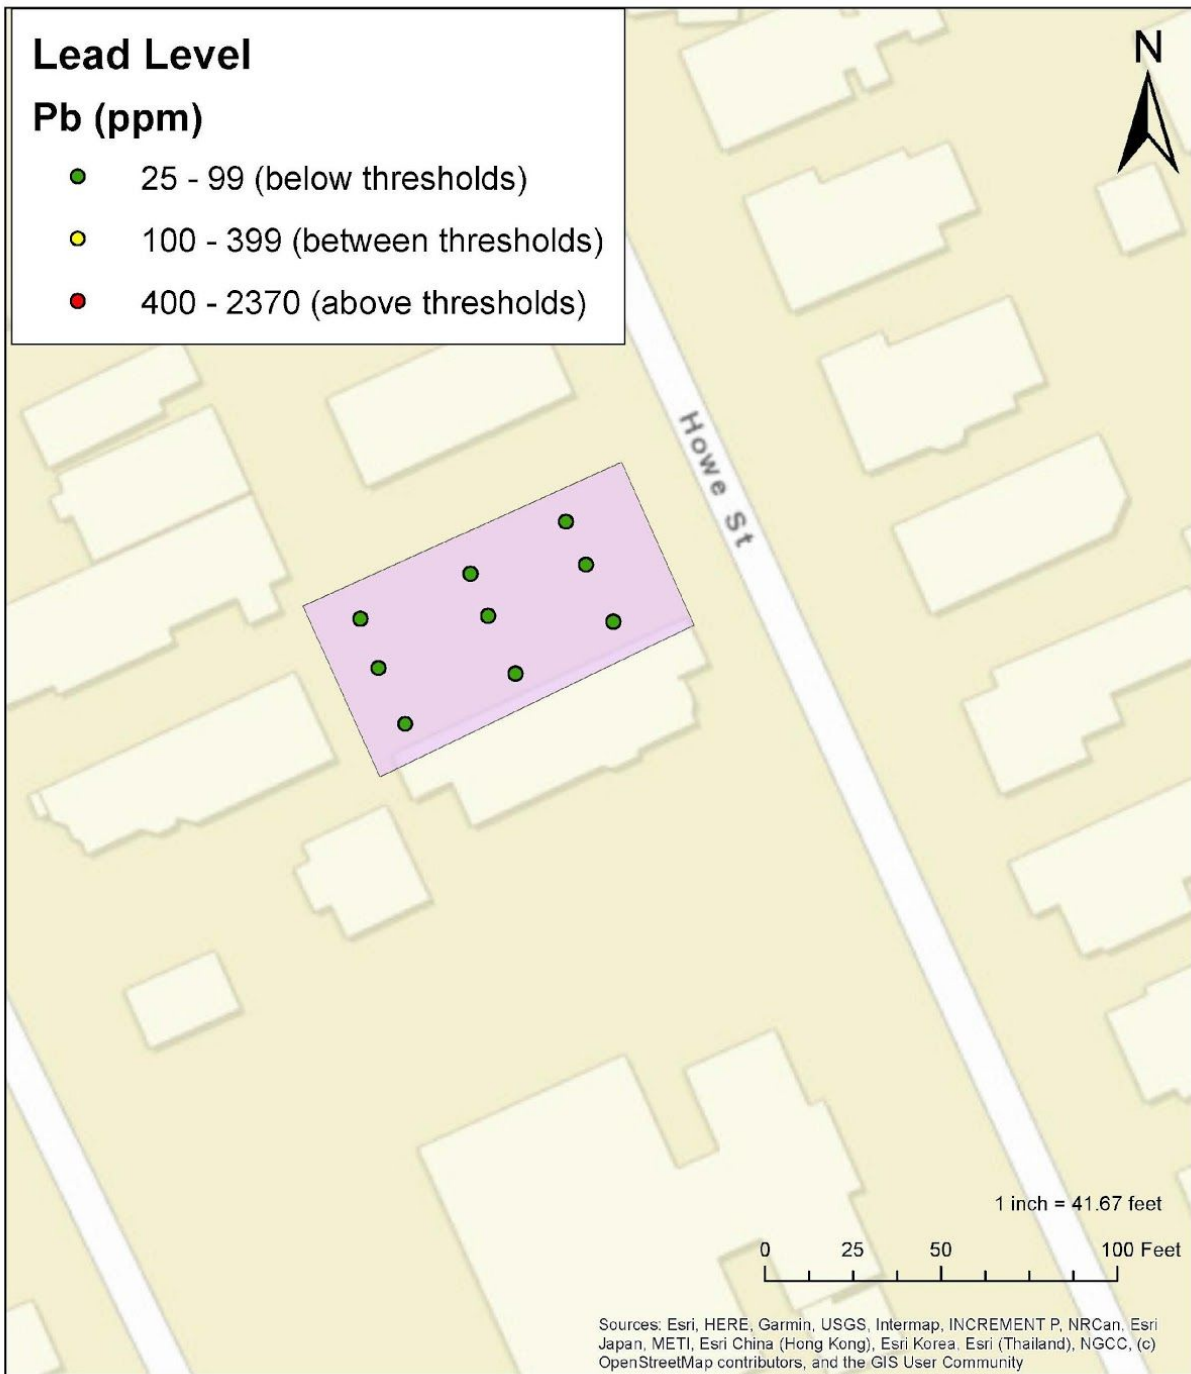 Lead Level
Pb (ppm)
25 - 99 (below thresholds)
100 - 399 (between thresholds)
400 - 2370 (above thresholds)
N
Howe St
1 inch = 41.67 feet
0 25 50 100 Feet
Sources: Esri, HERE, Garmin, USGS, Intermap, INCREMENT P, NRCan, Esri
Japan, METI, Esri China (Hong Kong), Esri Korea, Esri (Thailand), NGCC, (c)
OpenStreetMap contributors, and the GIS User Community